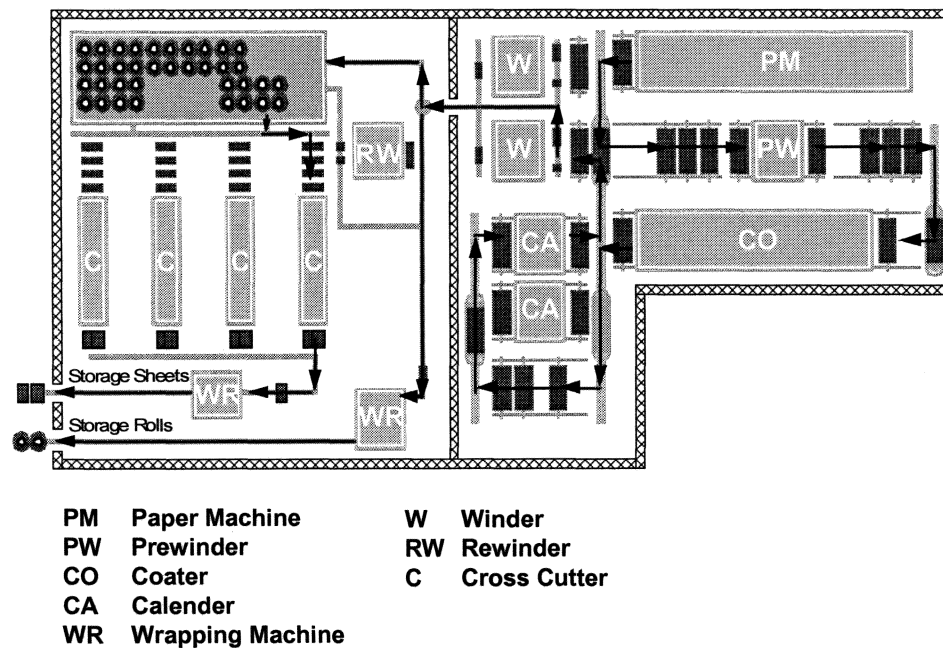 W
PM
RW
W
PW
CA
CO
C
C
C
C
CA
Storage Sheets
WR
WR
Storage Rolls
PM Paper Machine
PW Prewinder
CO Coater
CA Calender
WR Wrapping Machine
W Winder
RW Rewinder
C Cross Cutter